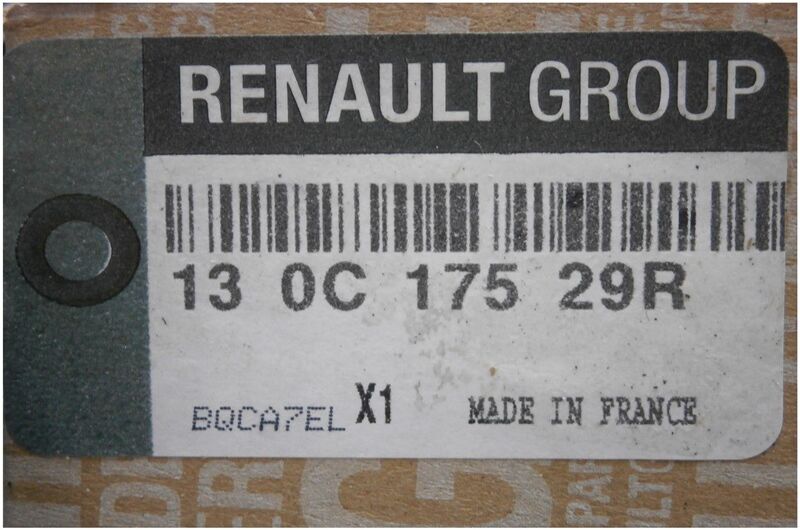 RENAULT GROUP
13 0C 175 29R
BQCA7EL X1 MADE IN FRANCE